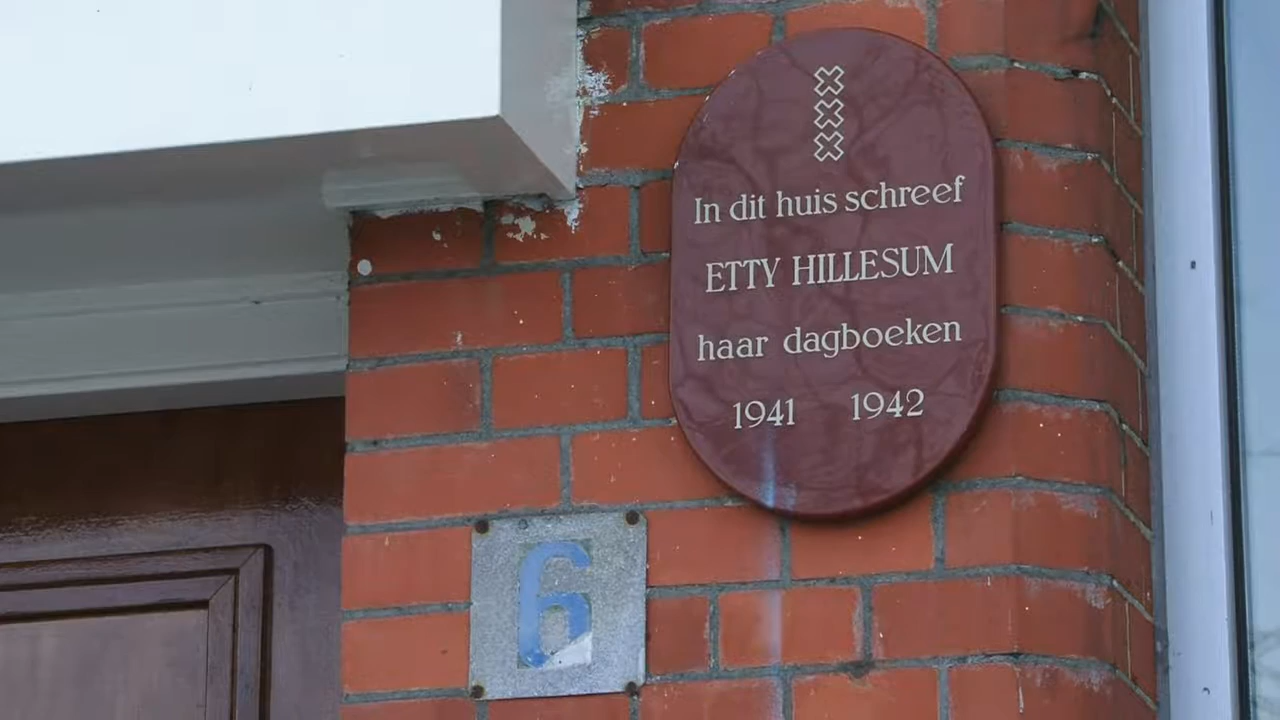 In dit huis schreef
ETTY HILLESUM
haar dagboeken
1941 1942
6